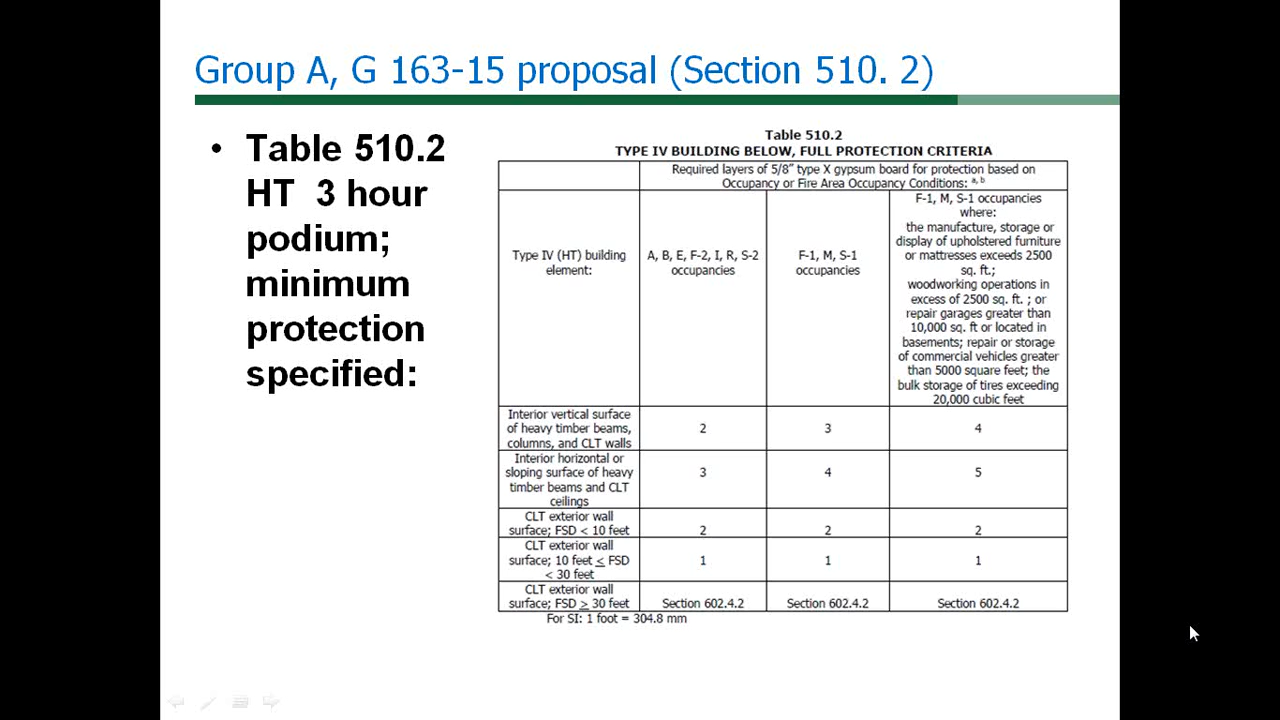 Group A, G 163-15 proposal (Section 510. 2)
• Table 510.2
HT  3 hour
podium;
minimum
protection
specified:
Table 510.2
TYPE IV BUILDING BELOW, FULL PROTECTION CRITERIA
Required layers of 5/8" type X gypsum board for protection based on
Occupancy or Fire Area Occupancy Conditions: a, b
Type IV (HT) building
element:
A, B, E, F-2, I, R, S-2
occupancies
F-1, M, S-1
occupancies
F-1, M, S-1 occupancies
where:
the manufacture, storage or
display of upholstered furniture
or mattresses exceeds 2500
sq. ft.;
woodworking operations in
excess of 2500 sq. ft. ; or
repair garages greater than
10,000 sq. ft or located in
basements; repair or storage
of commercial vehicles greater
than 5000 square feet; the
bulk storage of tires exceeding
20,000 cubic feet
Interior vertical surface
of heavy timber beams,
columns, and CLT walls
2
3
4
Interior horizontal or
sloping surface of heavy
timber beams and CLT
ceilings
3
4
5
CLT exterior wall
surface; FSD < 10 feet
2
2
2
CLT exterior wall
surface; 10 feet ≤ FSD
< 30 feet
1
1
1
CLT exterior wall
surface; FSD ≥ 30 feet
Section 602.4.2
Section 602.4.2
Section 602.4.2
For SI: 1 foot = 304.8 mm